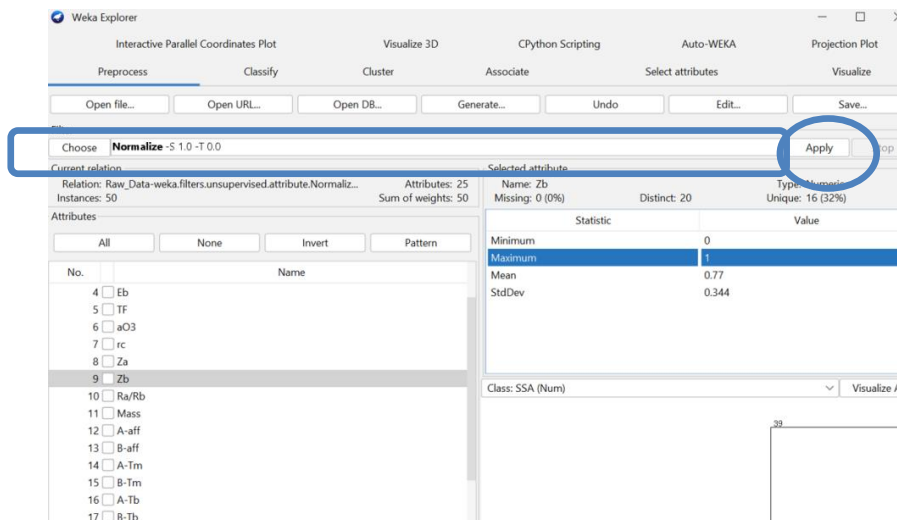 Weka Explorer
Interactive Parallel Coordinates Plot Visualize 3D CPython Scripting Auto-WEKA Projection Plot
Preprocess Classify Cluster Associate Select attributes Visualize
Open file... Open URL... Open DB... Generate... Undo Edit... Save...
Choose Normalize -S 1.0 -T 0.0 Apply
Current relation Selected attribute
Relation: Raw_Data-weka.filters.unsupervised.attribute.Normaliz... Attributes: 25 Name: Zb Type: Numeric
Instances: 50 Sum of weights: 50 Missing: 0 (0%) Distinct: 20 Unique: 16 (32%)
Attributes Statistic Value
All None Invert Pattern Minimum 0
Maximum 1
No. Name Mean 0.77
4 Eb StdDev 0.344
5 TF
6 aO3
7 rc
8 Za
9 Zb Class: SSA (Num) Visualize
10 Ra/Rb
11 Mass
12 A-aff 39
13 B-aff
14 A-Tm
15 B-Tm
16 A-Tb
17 B-Tb